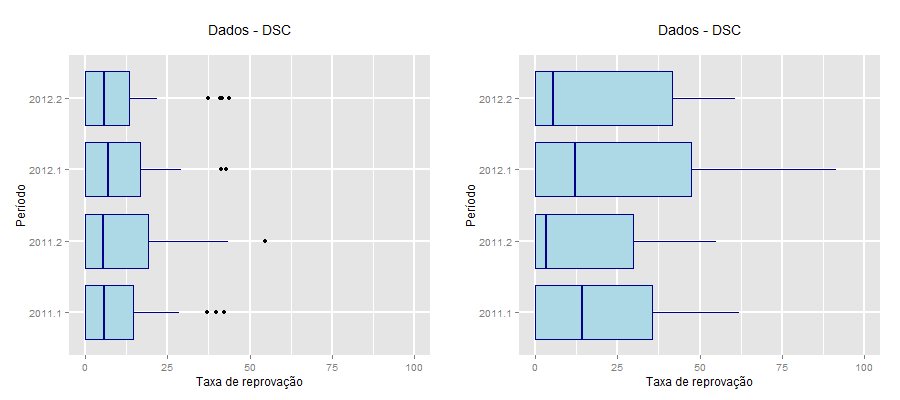 Dados - DSC
2012.2
2012.1
2011.2
2011.1
Período
0 25 50 75 100
Taxa de reprovação
Dados - DSC
2012.2
2012.1
2011.2
2011.1
Período
0 25 50 75 100
Taxa de reprovação